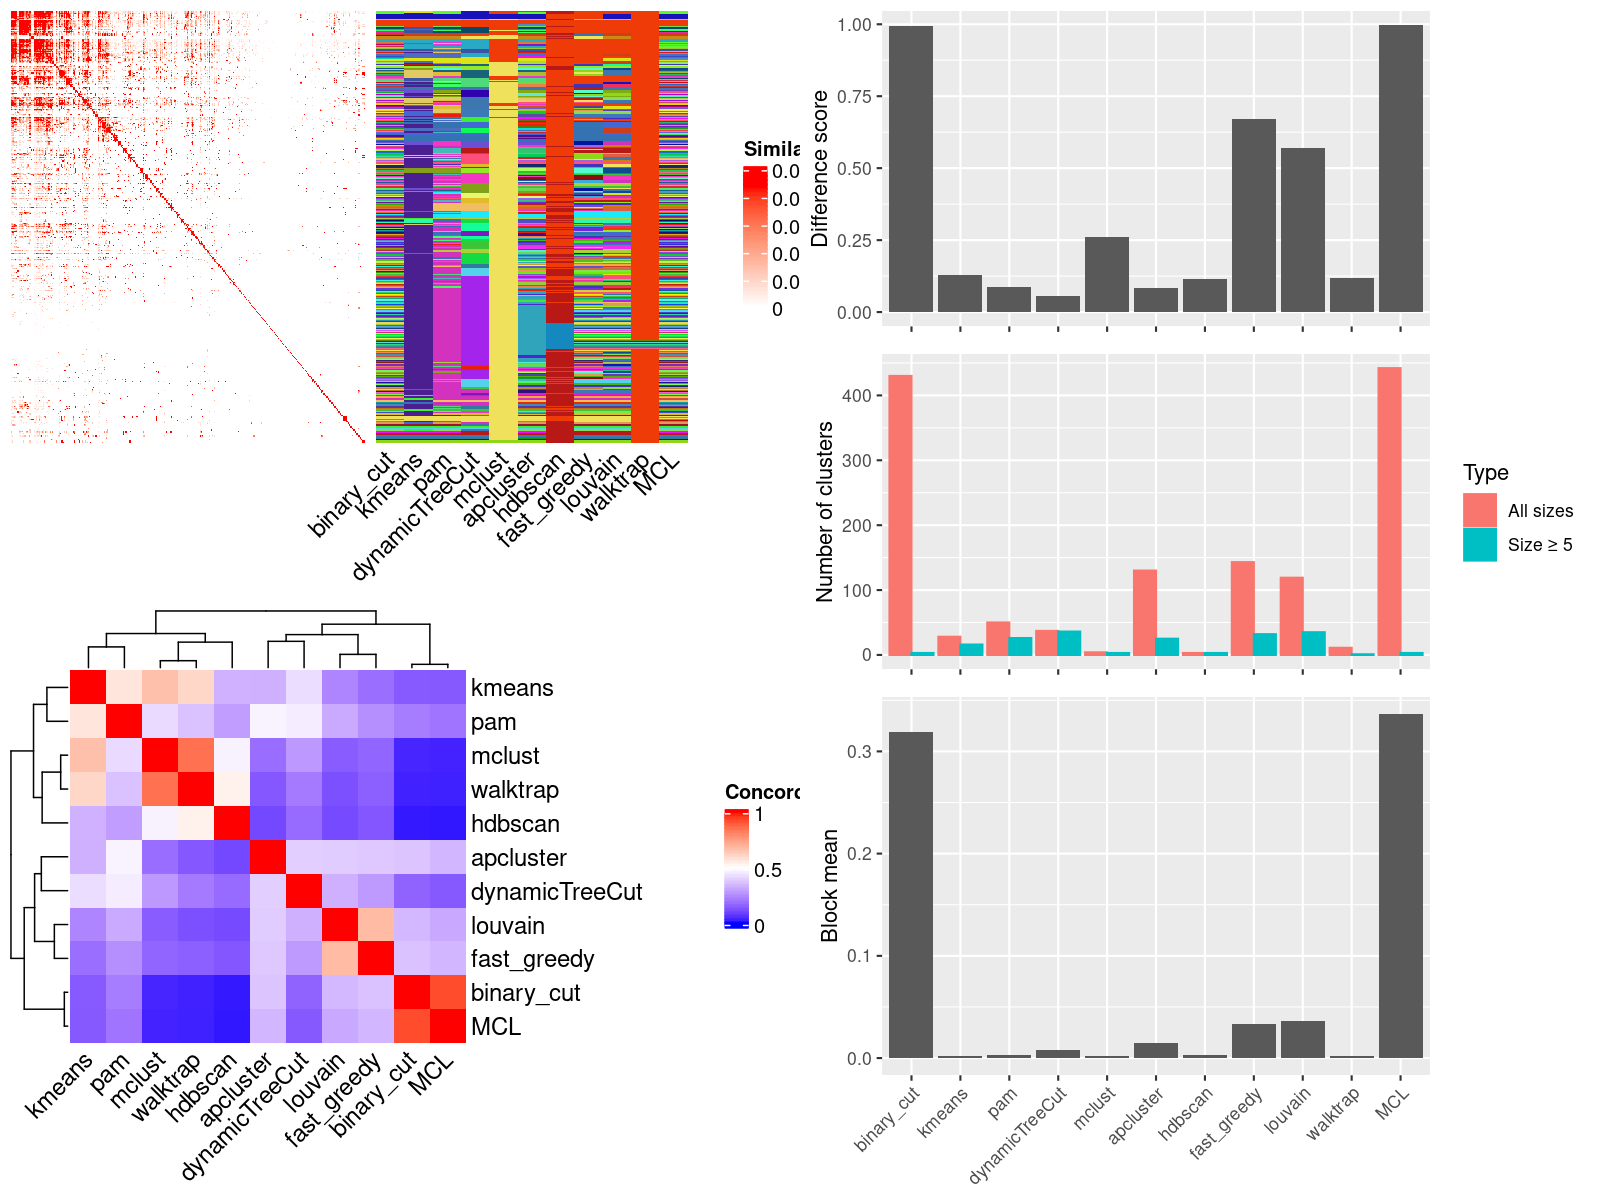 Simila
0.0
0.0
0.0
0.0
0.0
0
binary_cut
kmeans
pam
dynamicTreeCut
mclust
apcluster
hdbscan
fast_greedy
louvain
walktrap
MCL
kmeans
pam
mclust
walktrap
hdbscan
apcluster
dynamicTreeCut
louvain
fast_greedy
binary_cut
MCL
kmeans
pam
mclust
walktrap
hdbscan
apcluster
dynamicTreeCut
louvain
fast_greedy
binary_cut
MCL
Concord
1
0.5
0
Difference score
1.00
0.75
0.50
0.25
0.00
Number of clusters
400
300
200
100
0
Type
All sizes
Size ≥ 5
Block mean
0.3
0.2
0.1
0.0
binary_cut
kmeans
pam
dynamicTreeCut
mclust
apcluster
hdbscan
fast_greedy
louvain
walktrap
MCL